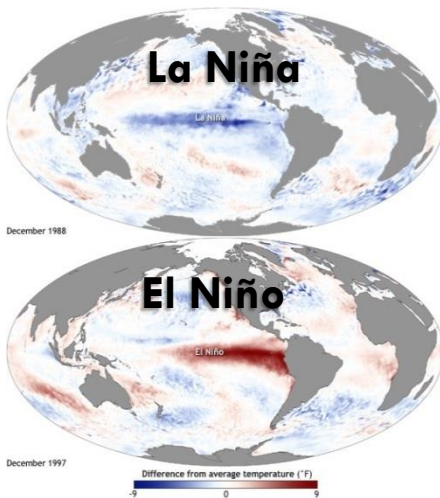 La Niña
La Niña
December 1988
El Niño
El Niño
December 1997
Difference from average temperature (˚F)
-9 0 9